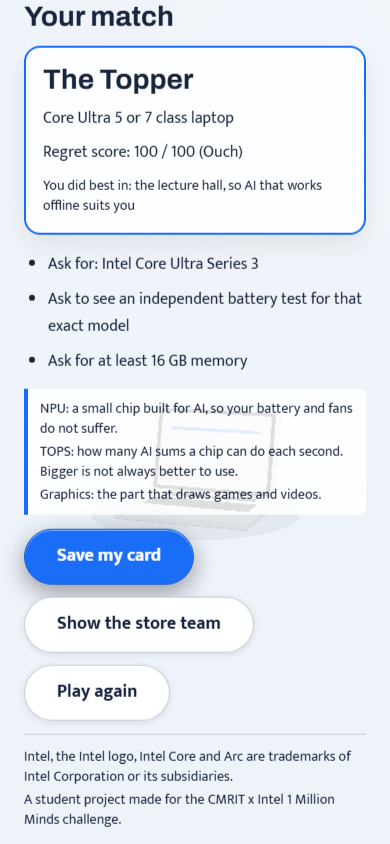 Your match
The Topper
Core Ultra 5 or 7 class laptop
Regret score: 100 / 100 (Ouch)
You did best in: the lecture hall, so AI that works
offline suits you
Ask for: Intel Core Ultra Series 3
Ask to see an independent battery test for that
exact model
Ask for at least 16 GB memory
NPU: a small chip built for AI, so your battery and fans
do not suffer.
TOPS: how many AI sums a chip can do each second.
Bigger is not always better to use.
Graphics: the part that draws games and videos.
Save my card
Show the store team
Play again
Intel, the Intel logo, Intel Core and Arc are trademarks of
Intel Corporation or its subsidiaries.
A student project made for the CMRIT x Intel 1 Million
Minds challenge.